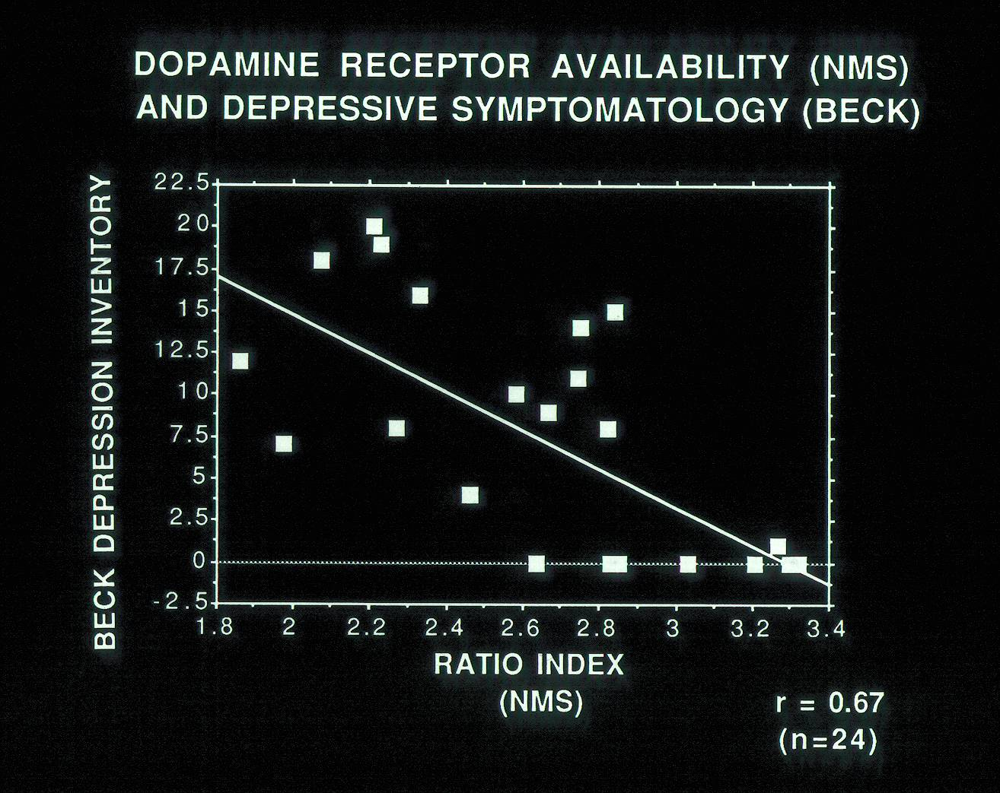 DOPAMINE RECEPTOR AVAILABILITY (NMS)
AND DEPRESSIVE SYMPTOMATOLOGY (BECK)
BECK DEPRESSION INVENTORY
22.5
20
17.5
15
12.5
10
7.5
5
2.5
0
-2.5
1.8 2 2.2 2.4 2.6 2.8 3 3.2 3.4
RATIO INDEX
(NMS)
r = 0.67
(n=24)